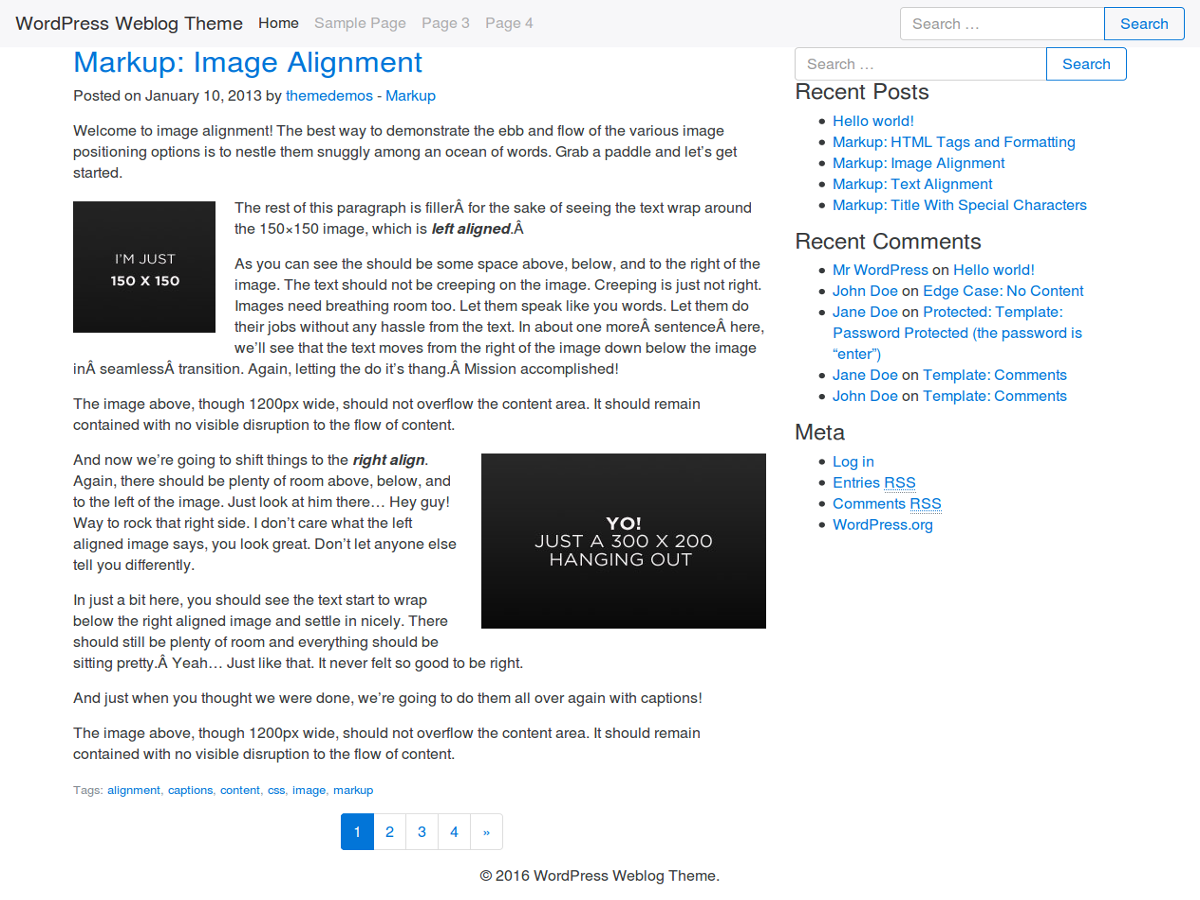 WordPress Weblog Theme Home Sample Page Page 3 Page 4 Search … Search
Markup: Image Alignment
Posted on January 10, 2013 by themedemos - Markup
Welcome to image alignment! The best way to demonstrate the ebb and flow of the various image
positioning options is to nestle them snuggly among an ocean of words. Grab a paddle and let’s get
started.
I'M JUST
150 X 150
The rest of this paragraph is fillerÂ for the sake of seeing the text wrap around
the 150×150 image, which is left aligned.Â
As you can see the should be some space above, below, and to the right of the
image. The text should not be creeping on the image. Creeping is just not right.
Images need breathing room too. Let them speak like you words. Let them do
their jobs without any hassle from the text. In about one moreÂ sentenceÂ here,
we’ll see that the text moves from the right of the image down below the image
inÂ seamlessÂ transition. Again, letting the do it’s thang.Â Mission accomplished!
The image above, though 1200px wide, should not overflow the content area. It should remain
contained with no visible disruption to the flow of content.
And now we’re going to shift things to the right align.
Again, there should be plenty of room above, below, and
to the left of the image. Just look at him there… Hey guy!
Way to rock that right side. I don’t care what the left
aligned image says, you look great. Don’t let anyone else
tell you differently.
YO!
JUST A 300 X 200
HANGING OUT
In just a bit here, you should see the text start to wrap
below the right aligned image and settle in nicely. There
should still be plenty of room and everything should be
sitting pretty.Â Yeah… Just like that. It never felt so good to be right.
And just when you thought we were done, we’re going to do them all over again with captions!
The image above, though 1200px wide, should not overflow the content area. It should remain
contained with no visible disruption to the flow of content.
Tags: alignment, captions, content, css, image, markup
1 2 3 4 »
Search … Search
Recent Posts
Hello world!
Markup: HTML Tags and Formatting
Markup: Image Alignment
Markup: Text Alignment
Markup: Title With Special Characters
Recent Comments
Mr WordPress on Hello world!
John Doe on Edge Case: No Content
Jane Doe on Protected: Template:
Password Protected (the password is
“enter”)
Jane Doe on Template: Comments
John Doe on Template: Comments
Meta
Log in
Entries RSS
Comments RSS
WordPress.org
© 2016 WordPress Weblog Theme.